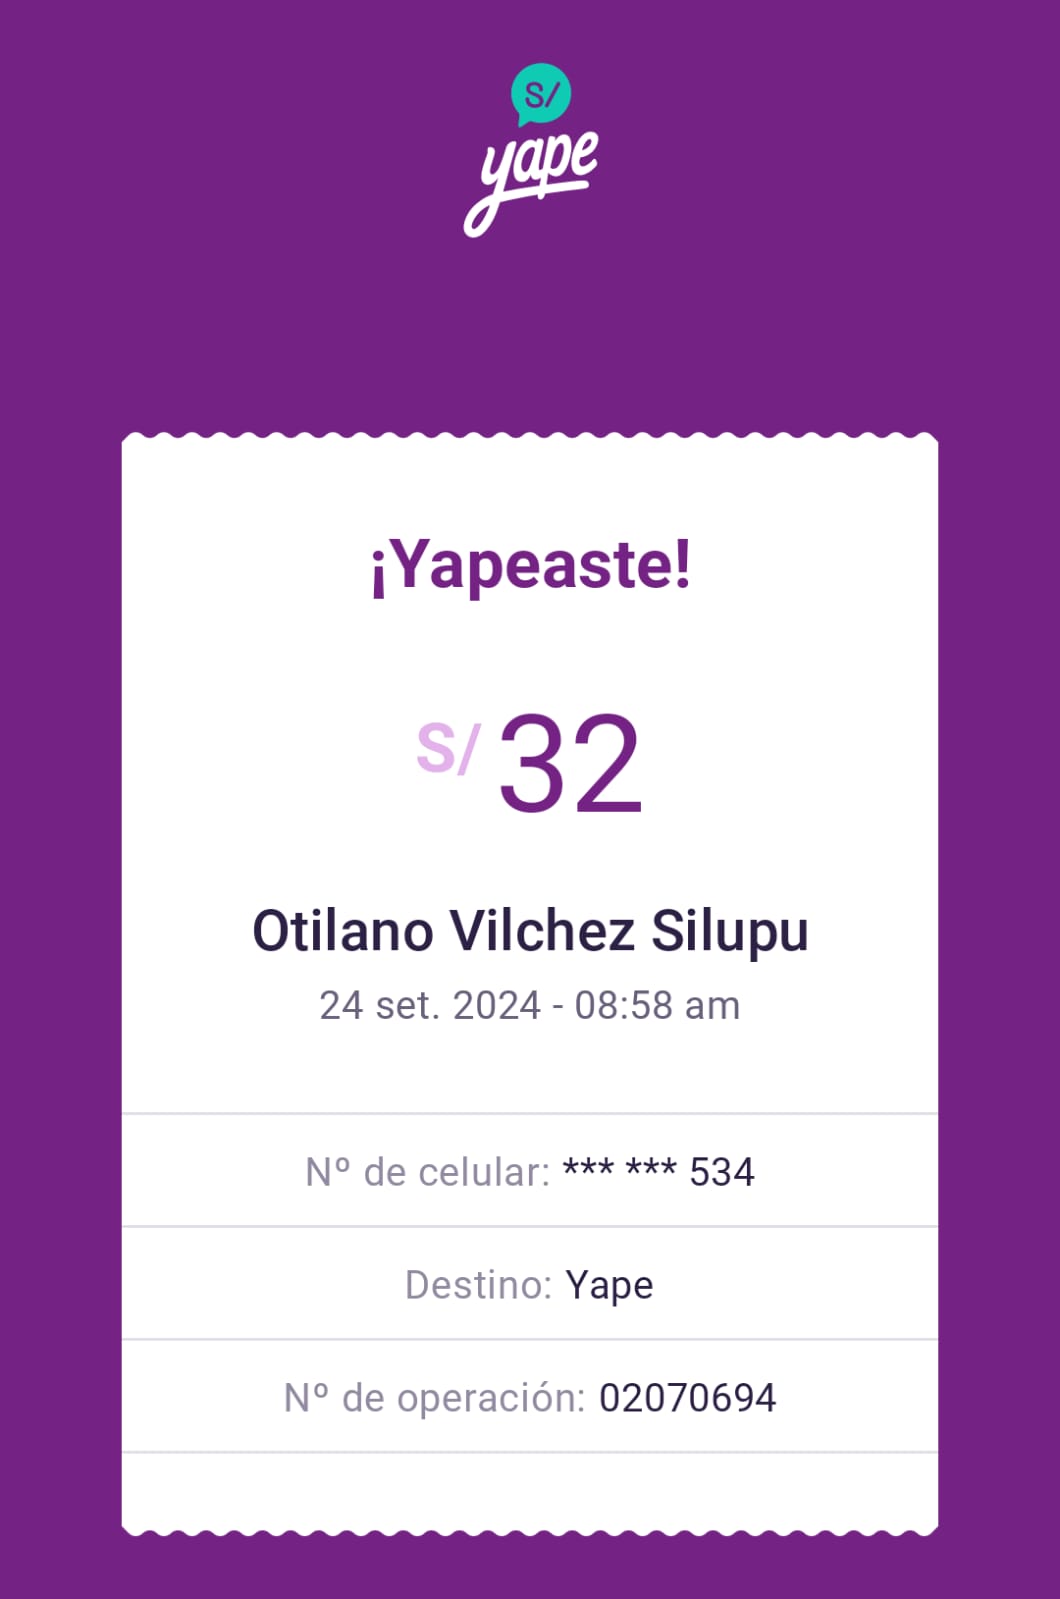 S/
yape
¡Yapeaste!
S/ 32
Otilano Vilchez Silupu
24 set. 2024 - 08:58 am
Nº de celular: *** *** 534
Destino: Yape
Nº de operación: 02070694